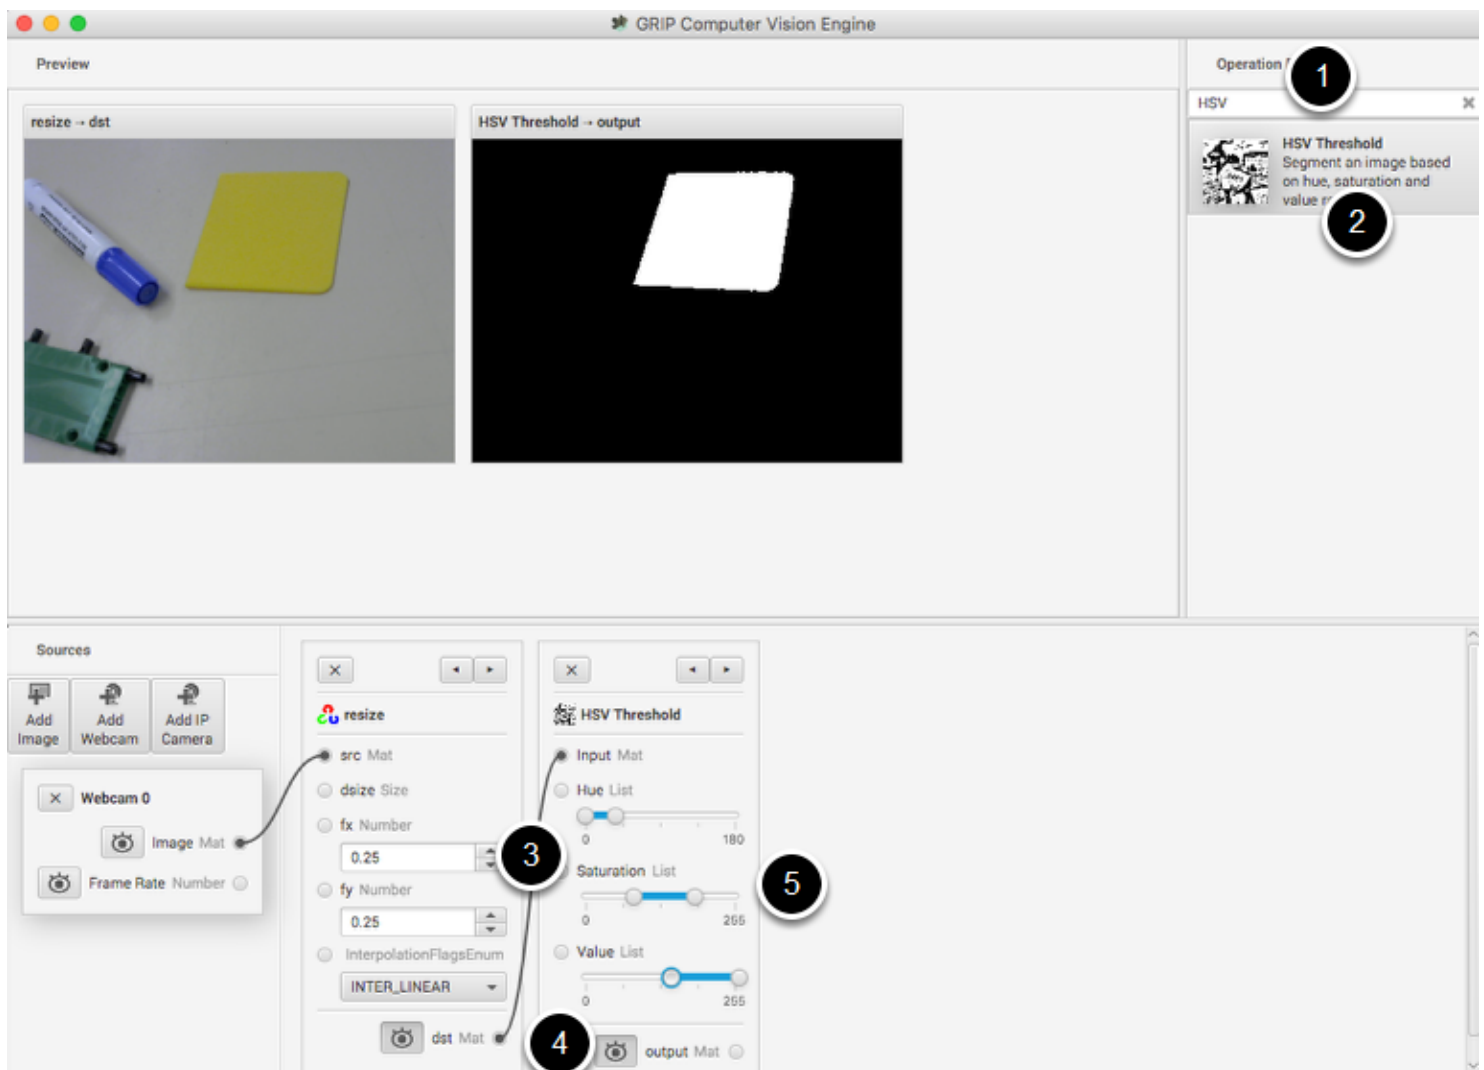 GRIP Computer Vision Engine
Preview
Operation
1
HSV
resize → dst
HSV Threshold → output
HSV Threshold
Segment an image based
on hue, saturation and
value
2
Sources
Add
Image
Add
Webcam
Add IP
Camera
Webcam 0
Image Mat
Frame Rate Number
resize
src Mat
dsize Size
fx Number
0.25
fy Number
0.25
InterpolationFlagsEnum
INTER_LINEAR
dst Mat
3
4
HSV Threshold
Input Mat
Hue List
0 180
Saturation List
0 255
Value List
0 255
output Mat
5